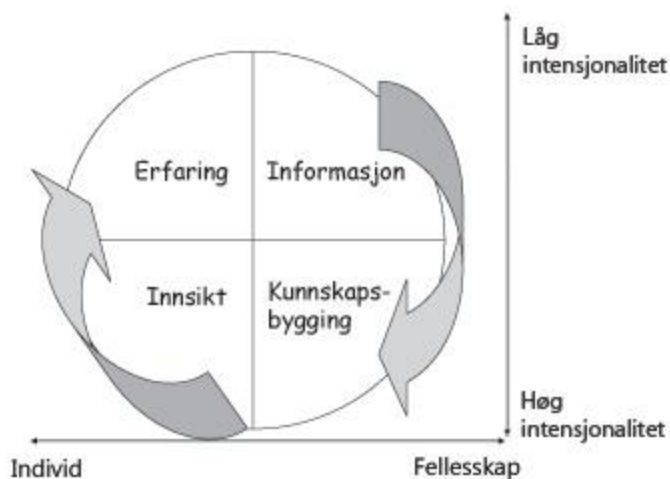 Låg
intensjonalitet
Erfaring
Informasjon
Innsikt
Kunnskaps-
bygging
Høg
intensjonalitet
Individ
Fellesskap